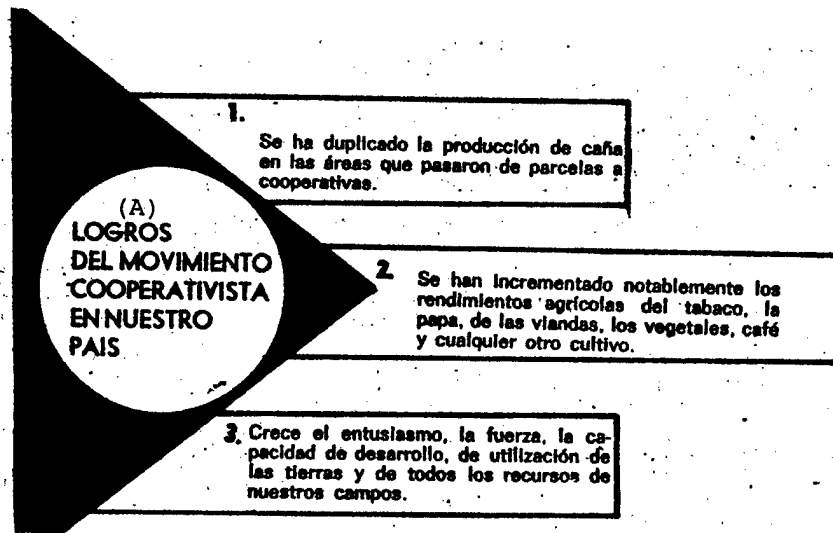 (A)
LOGROS
DEL MOVIMIENTO
COOPERATIVISTA
EN NUESTRO
PAIS
1.
Se ha duplicado la producción de caña
en las áreas que pasaron de parcelas a
cooperativas.
2.
Se han incrementado notablemente los
rendimientos agrícolas del tabaco, la
papa, de las viandas, los vegetales, café
y cualquier otro cultivo.
3. Crece el entusiasmo, la fuerza, la ca-
pacidad de desarrollo, de utilización de
las tierras y de todos los recursos de
nuestros campos.